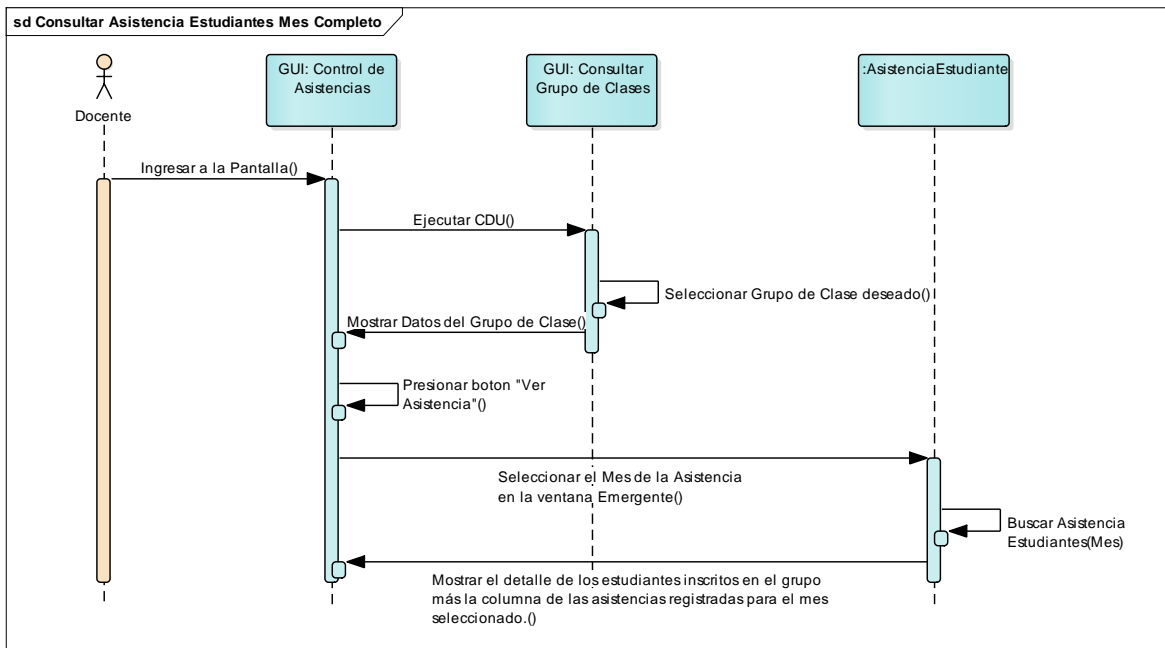 sd Consultar Asistencia Estudiantes Mes Completo
Docente
GUI: Control de
Asistencias
GUI: Consultar
Grupo de Clases
:AsistenciaEstudiante
Ingresar a la Pantalla()
Ejecutar CDU()
Seleccionar Grupo de Clase deseado()
Mostrar Datos del Grupo de Clase()
Presionar boton "Ver
Asistencia"()
Seleccionar el Mes de la Asistencia
en la ventana Emergente()
Buscar Asistencia
Estudiantes(Mes)
Mostrar el detalle de los estudiantes inscritos en el grupo
más la columna de las asistencias registradas para el mes
seleccionado.()